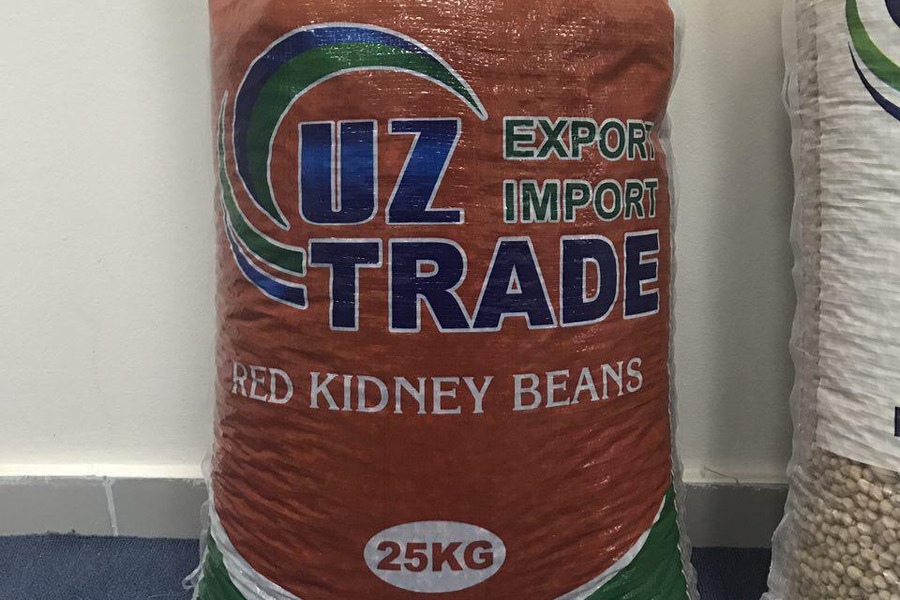 UZ
EXPORT
IMPORT
TRADE
RED KIDNEY BEANS
25KG